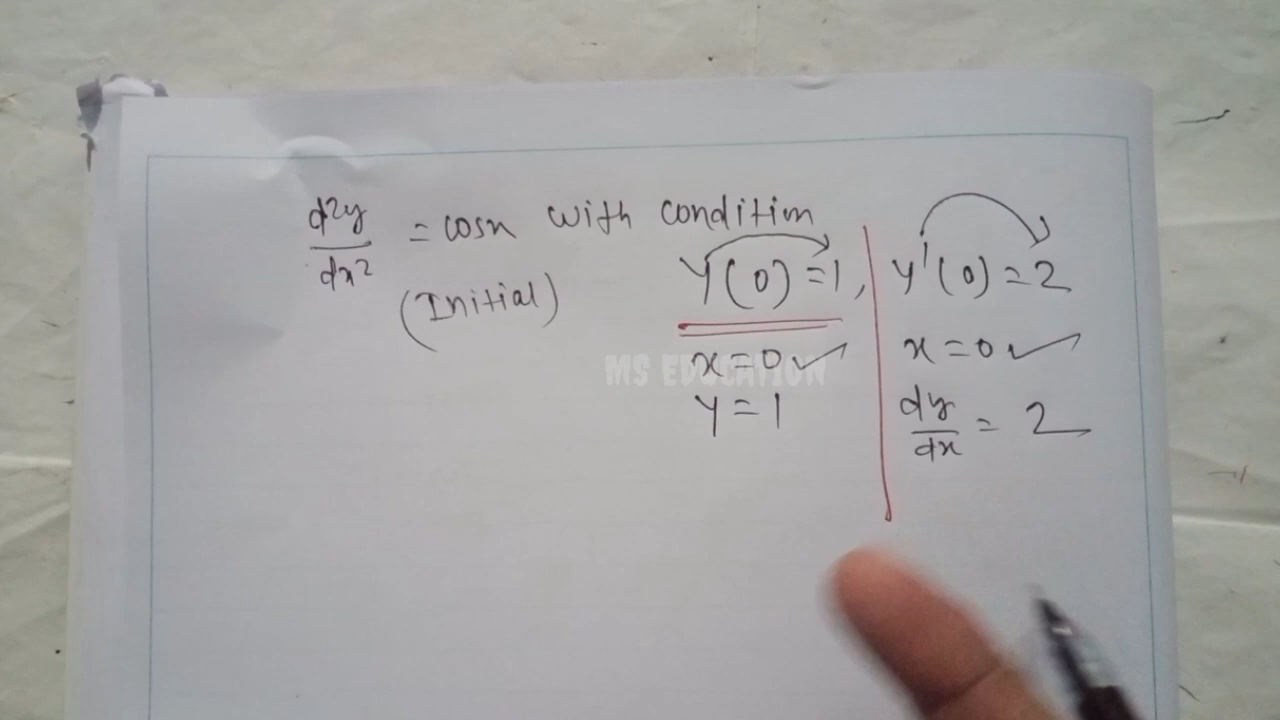 d²y/dx² = cosx with condition
(Initial)
y(0) = 1, y'(0) = 2
x = 0 ✓
y = 1
x = 0 ✓
dy/dx = 2
MS EDUCATION